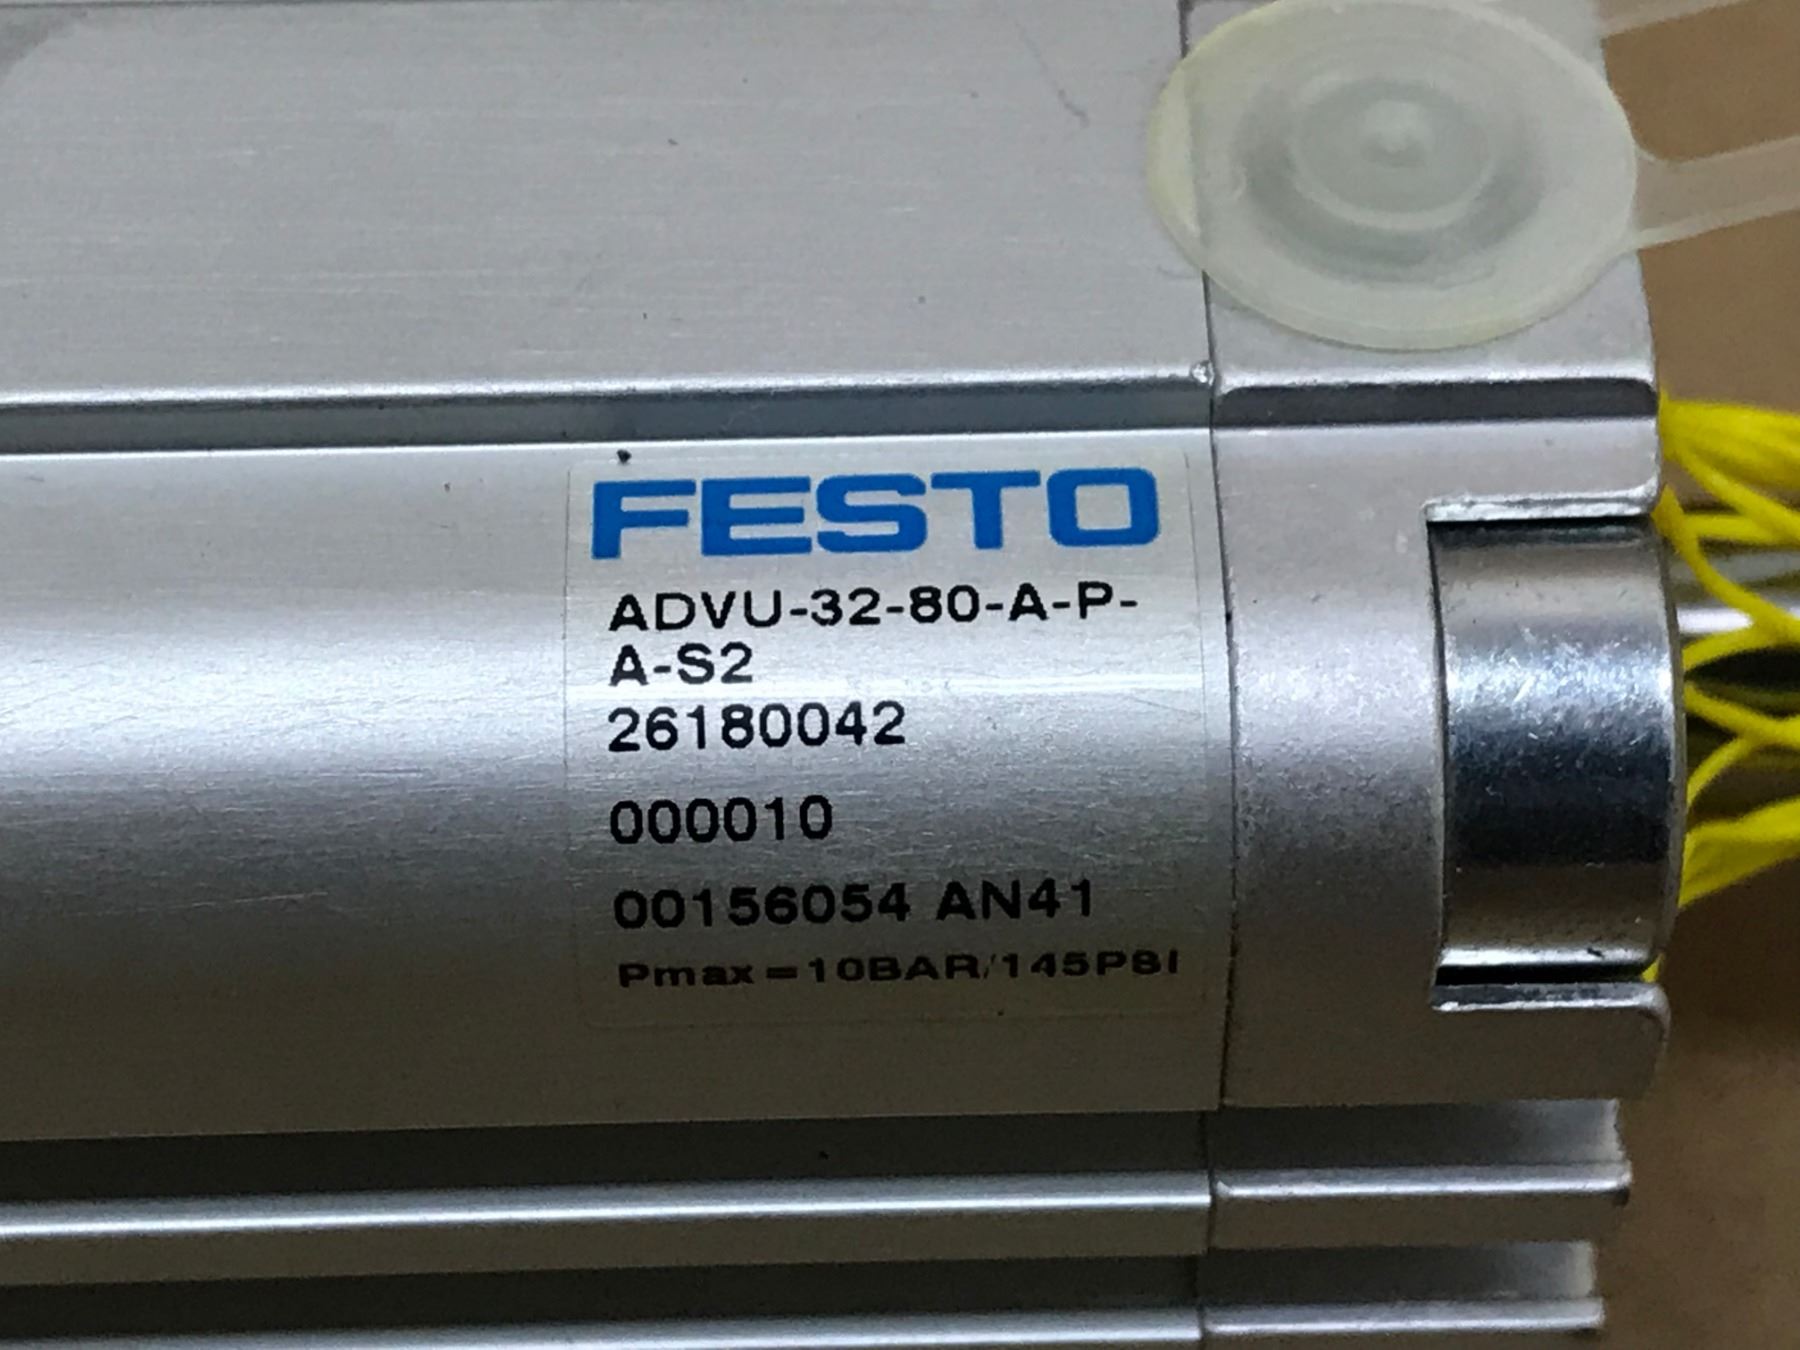 FESTO
ADVU-32-80-A-P-
A-S2
26180042
000010
00156054 AN41
Pmax=10BAR/145PSI